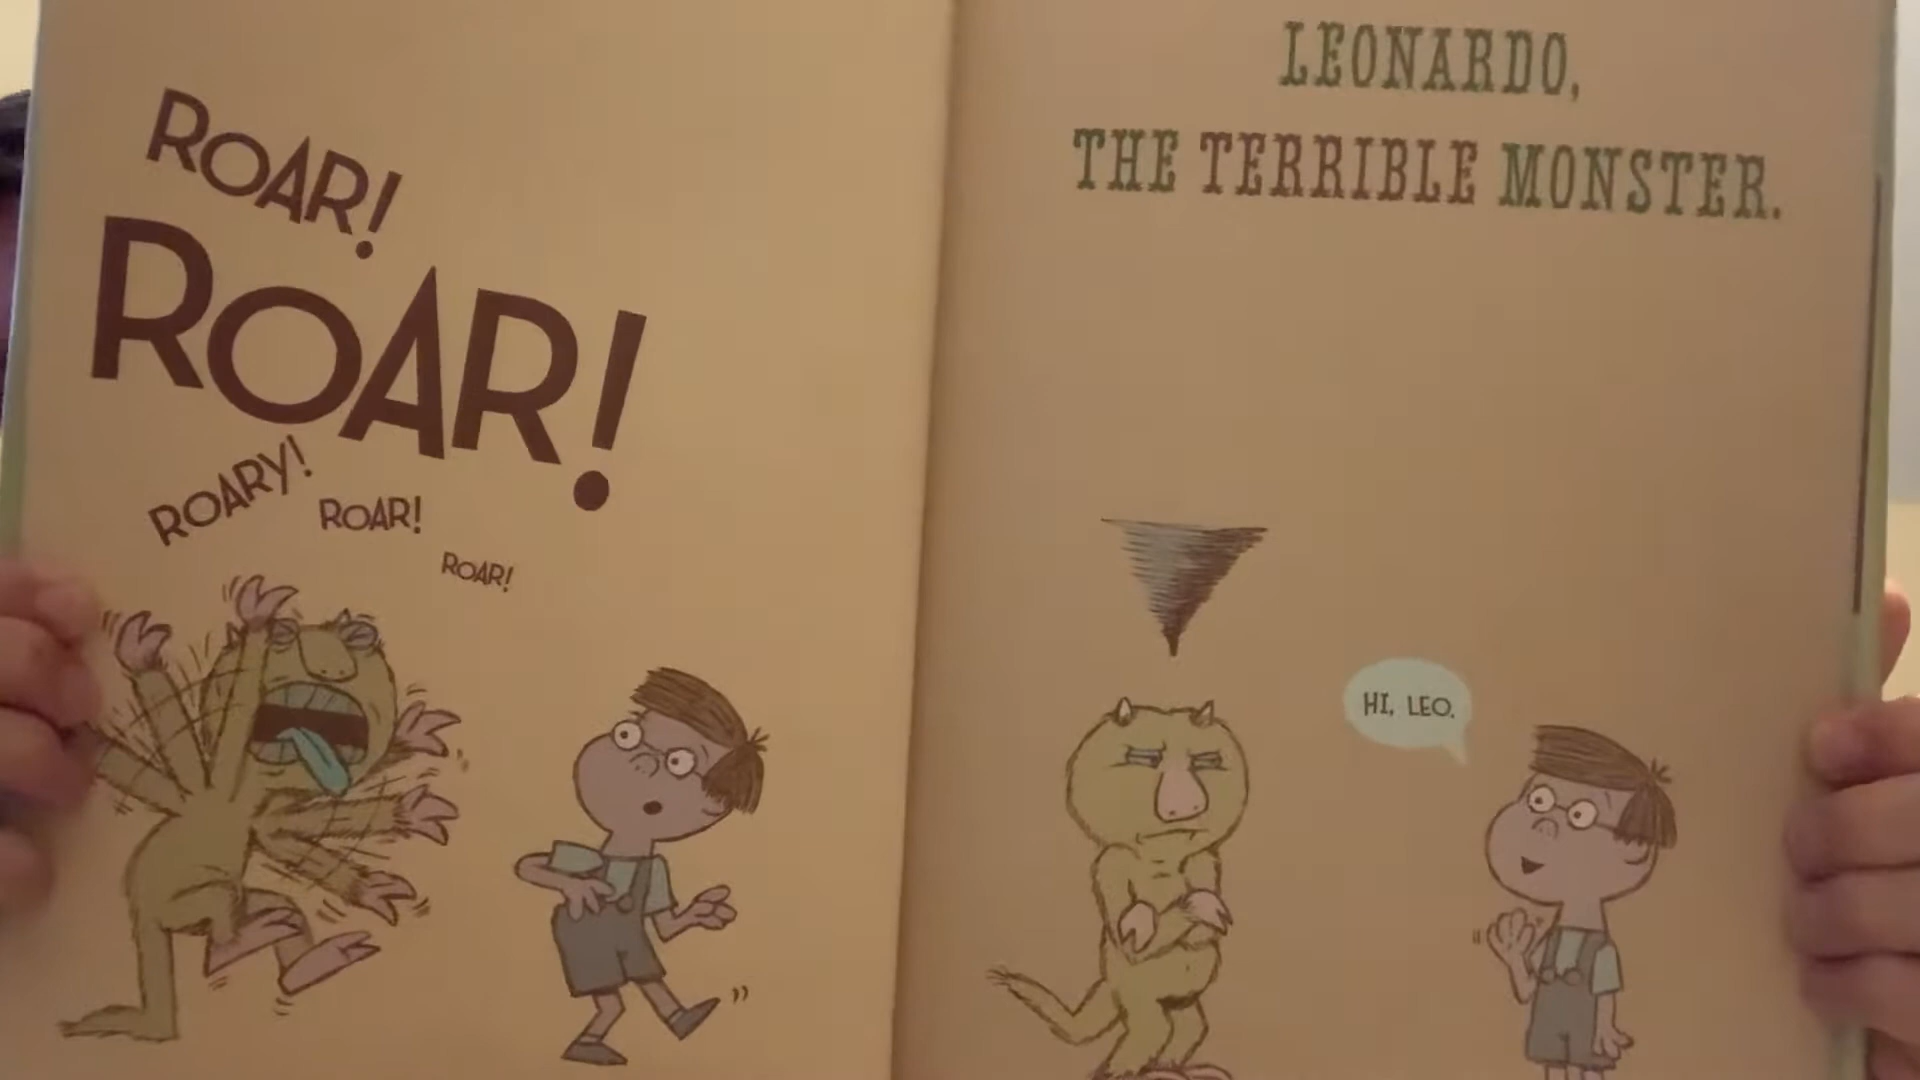 ROAR!
ROAR!
ROARY!
ROAR!
ROAR!
LEONARDO,
THE TERRIBLE MONSTER.
HI, LEO.